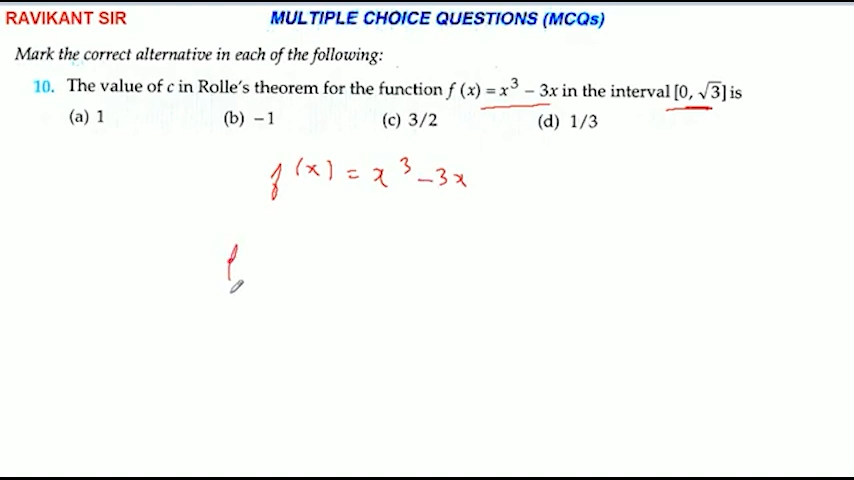 RAVIKANT SIR MULTIPLE CHOICE QUESTIONS (MCQs)
Mark the correct alternative in each of the following:
10. The value of c in Rolle's theorem for the function f (x) = x³ − 3x in the interval [0, √3] is
(a) 1 (b) −1 (c) 3/2 (d) 1/3
f(x) = x³ − 3x
f